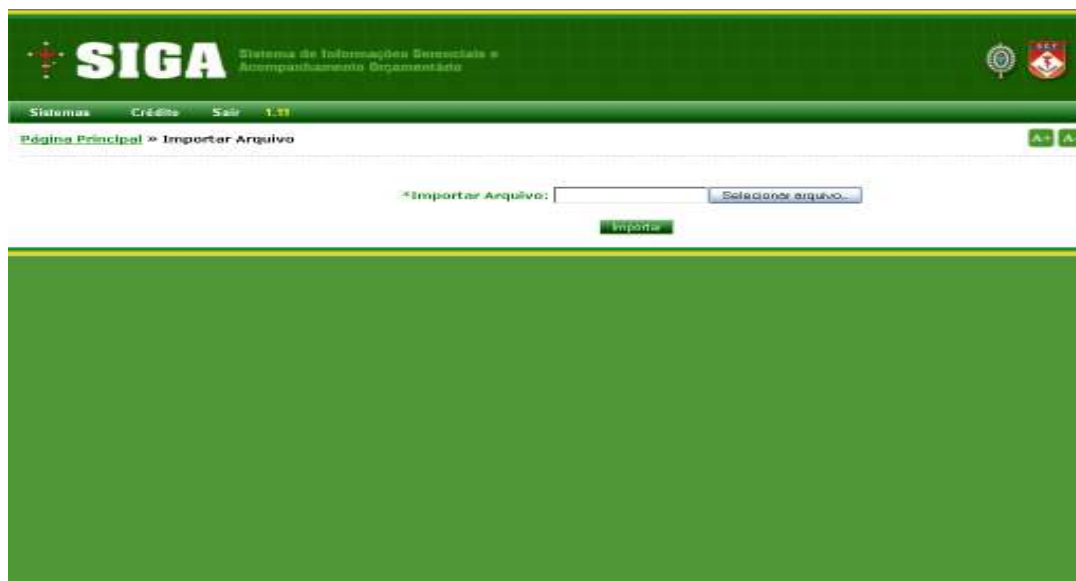 SIGA
Sistema de Informações Gerenciais e
Acompanhamento Orçamentário
Sistemas Crédito Sair 1.11
Página Principal » Importar Arquivo
A+ A-
*Importar Arquivo: Selecionar arquivo...
Importar